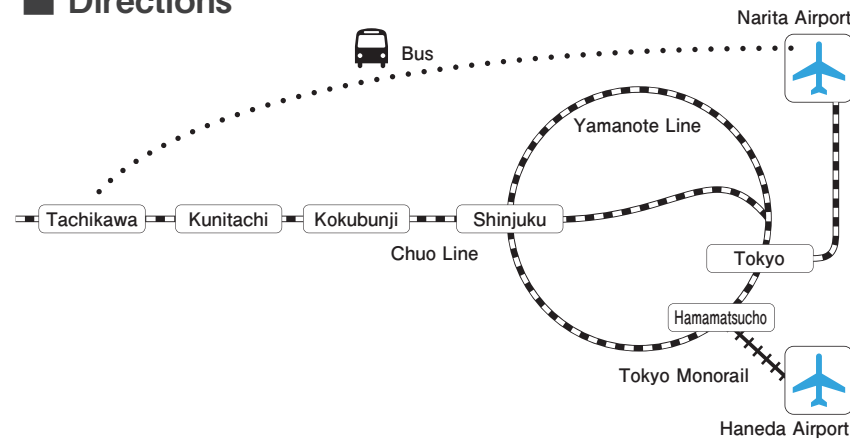 ■ Directions
Narita Airport
Bus
Yamanote Line
Tachikawa
Kunitachi
Kokubunji
Shinjuku
Chuo Line
Tokyo
Hamamatsucho
Tokyo Monorail
Haneda Airport